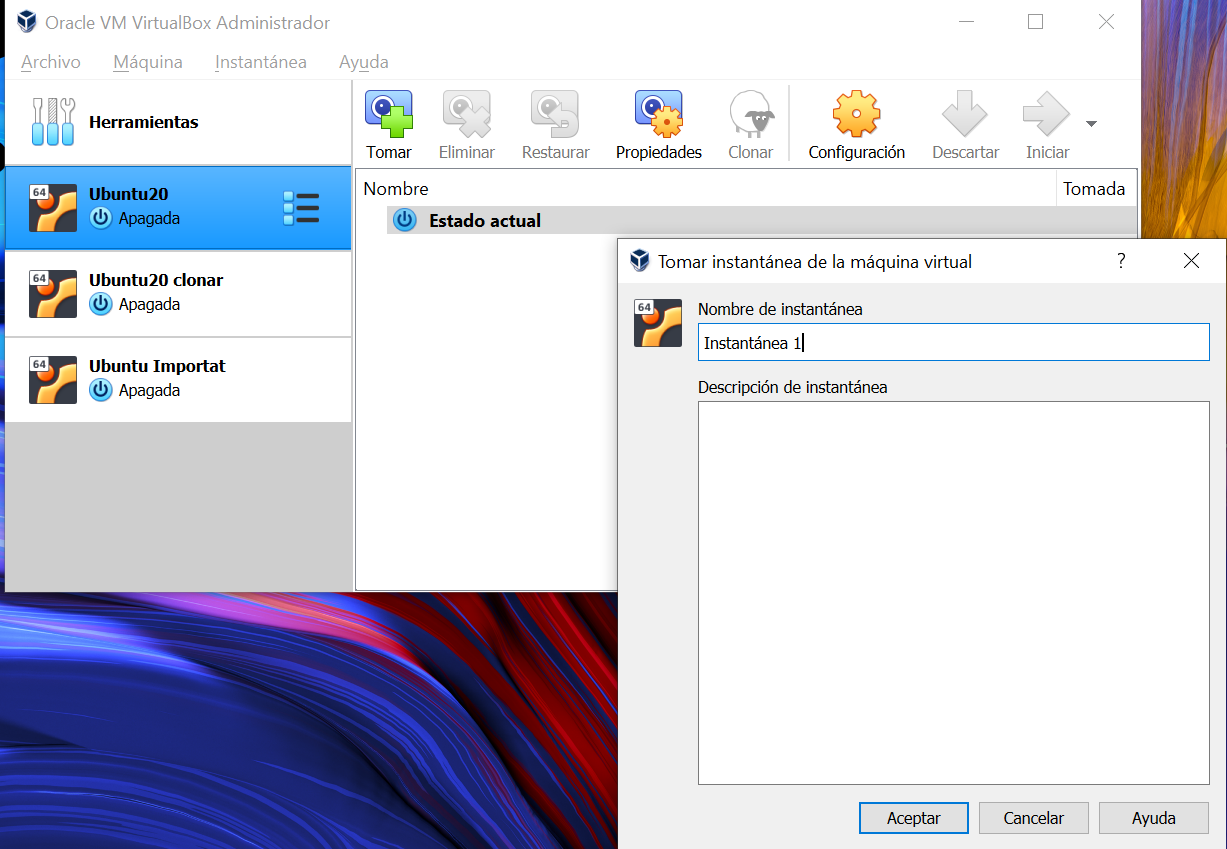 Oracle VM VirtualBox Administrador
Archivo Máquina Instantánea Ayuda
Herramientas
Tomar Eliminar Restaurar Propiedades Clonar Configuración Descartar Iniciar
64
Ubuntu20
Apagada
64
Ubuntu20 clonar
Apagada
64
Ubuntu Importat
Apagada
Nombre Tomada
Estado actual
Tomar instantánea de la máquina virtual ?
64
Nombre de instantánea
Instantánea 1
Descripción de instantánea
Aceptar Cancelar Ayuda